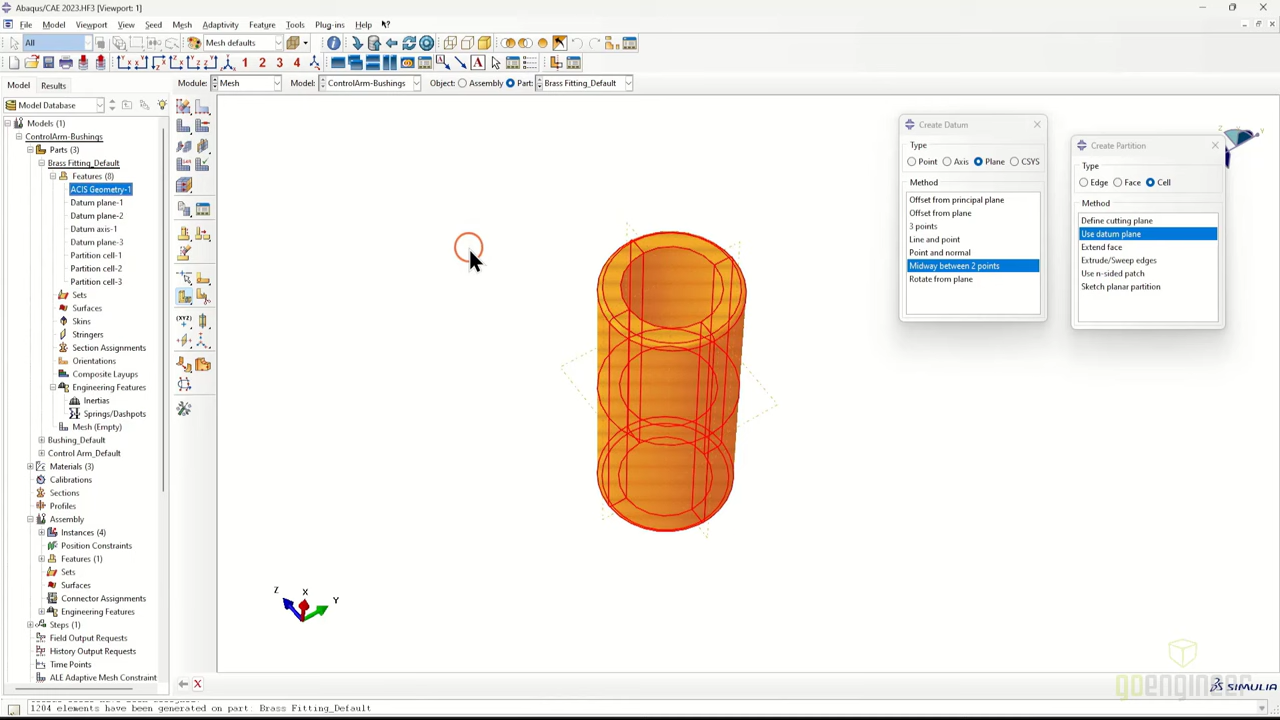 Abaqus/CAE 2023.HF3 [Viewport: 1]
File Model Viewport View Seed Mesh Adaptivity Feature Tools Plug-ins Help
All Mesh defaults
1 2 3 4
Model Results Module: Mesh Model: ControlArm-Bushings Object: Assembly Part: Brass Fitting_Default
Model Database
Models (1)
ControlArm-Bushings
Parts (3)
Brass Fitting_Default
Features (8)
ACIS Geometry-1
Datum plane-1
Datum plane-2
Datum axis-1
Datum plane-3
Partition cell-1
Partition cell-2
Partition cell-3
Sets
Surfaces
Skins
Stringers
Section Assignments
Orientations
Composite Layups
Engineering Features
Inertias
Springs/Dashpots
Mesh (Empty)
Bushing_Default
Control Arm_Default
Materials (3)
Calibrations
Sections
Profiles
Assembly
Instances (4)
Position Constraints
Features (1)
Sets
Surfaces
Connector Assignments
Engineering Features
Steps (1)
Field Output Requests
History Output Requests
Time Points
ALE Adaptive Mesh Constraint
Create Datum
Type
Point Axis Plane CSYS
Method
Offset from principal plane
Offset from plane
3 points
Line and point
Point and normal
Midway between 2 points
Rotate from plane
Create Partition
Type
Edge Face Cell
Method
Define cutting plane
Use datum plane
Extend face
Extrude/Sweep edges
Use n-sided patch
Sketch planar partition
Z X Y
goengineer
SIMULIA
1204 elements have been generated on part: Brass Fitting_Default